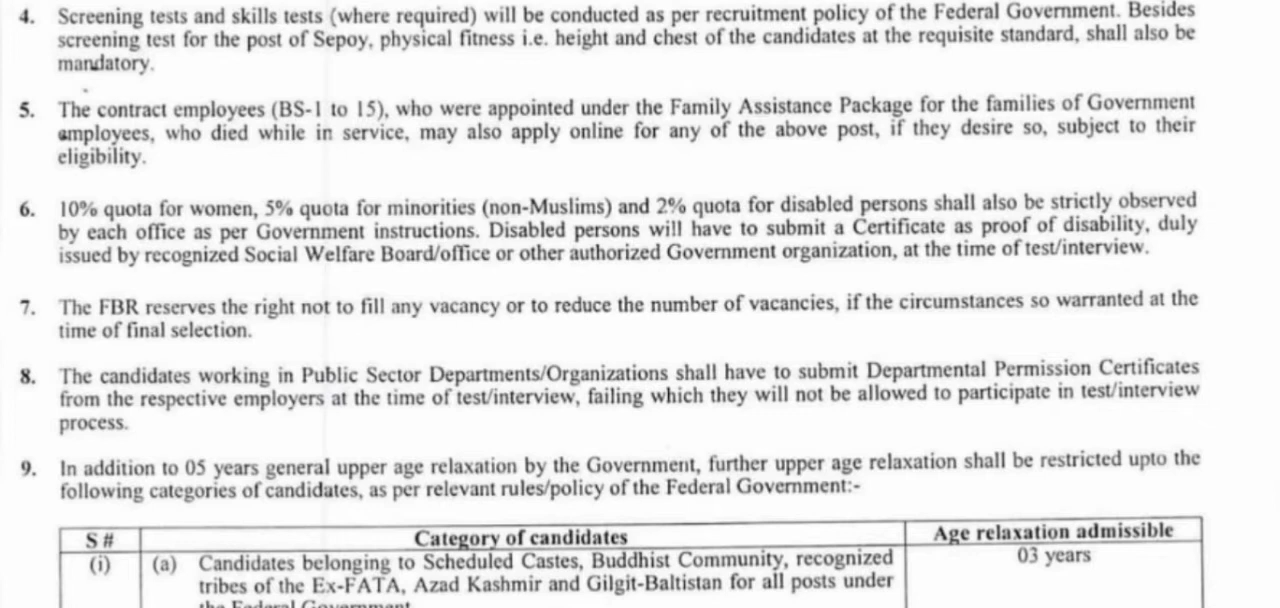 4. Screening tests and skills tests (where required) will be conducted as per recruitment policy of the Federal Government. Besides
screening test for the post of Sepoy, physical fitness i.e. height and chest of the candidates at the requisite standard, shall also be
mandatory.
5. The contract employees (BS-1 to 15), who were appointed under the Family Assistance Package for the families of Government
employees, who died while in service, may also apply online for any of the above post, if they desire so, subject to their
eligibility.
6. 10% quota for women, 5% quota for minorities (non-Muslims) and 2% quota for disabled persons shall also be strictly observed
by each office as per Government instructions. Disabled persons will have to submit a Certificate as proof of disability, duly
issued by recognized Social Welfare Board/office or other authorized Government organization, at the time of test/interview.
7. The FBR reserves the right not to fill any vacancy or to reduce the number of vacancies, if the circumstances so warranted at the
time of final selection.
8. The candidates working in Public Sector Departments/Organizations shall have to submit Departmental Permission Certificates
from the respective employers at the time of test/interview, failing which they will not be allowed to participate in test/interview
process.
9. In addition to 05 years general upper age relaxation by the Government, further upper age relaxation shall be restricted upto the
following categories of candidates, as per relevant rules/policy of the Federal Government:-
S # Category of candidates Age relaxation admissible
(i) (a) Candidates belonging to Scheduled Castes, Buddhist Community, recognized 03 years
tribes of the Ex-FATA, Azad Kashmir and Gilgit-Baltistan for all posts under
the Federal Government